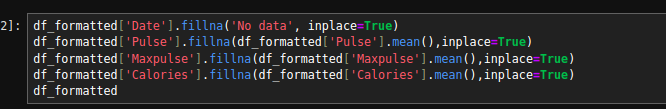 2]: df_formatted['Date'].fillna('No data', inplace=True)
df_formatted['Pulse'].fillna(df_formatted['Pulse'].mean(),inplace=True)
df_formatted['Maxpulse'].fillna(df_formatted['Maxpulse'].mean(),inplace=True)
df_formatted['Calories'].fillna(df_formatted['Calories'].mean(),inplace=True)
df_formatted